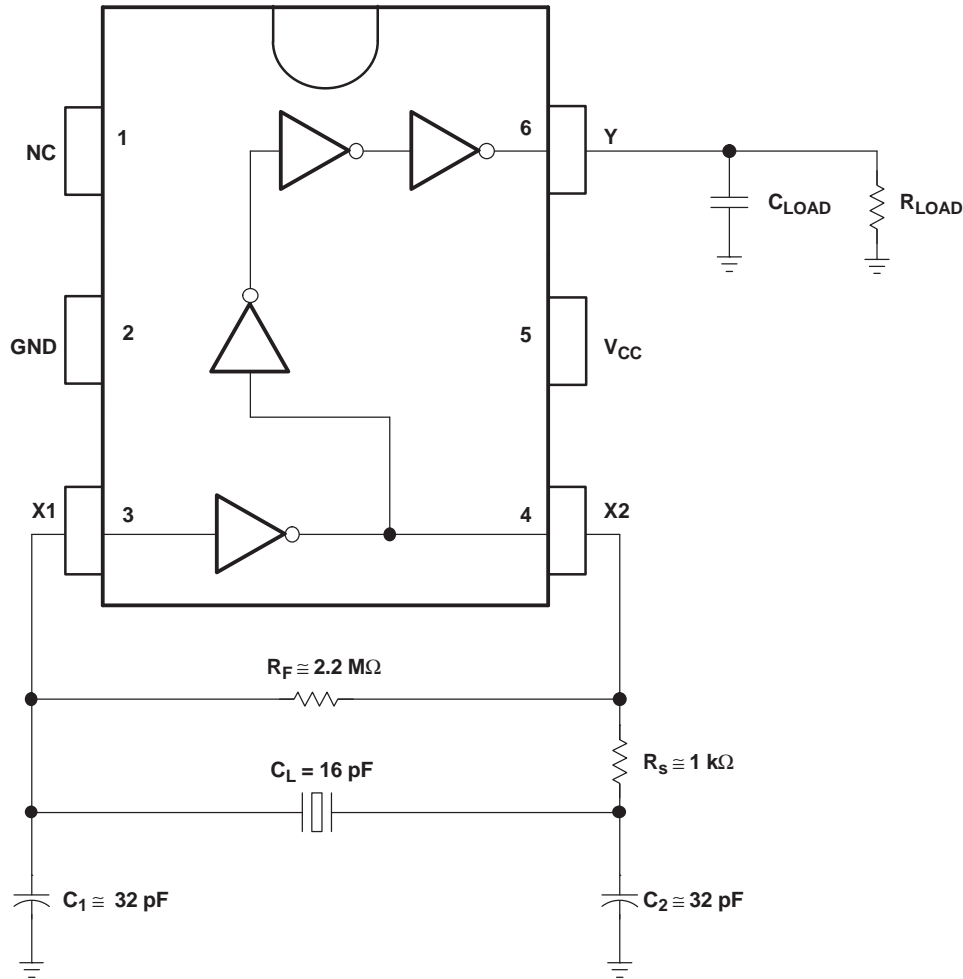 NC
1
6
Y
C_LOAD
R_LOAD
GND
2
5
V_CC
X1
3
4
X2
R_F ≅ 2.2 MΩ
R_s ≅ 1 kΩ
C_L = 16 pF
C_1 ≅ 32 pF
C_2 ≅ 32 pF